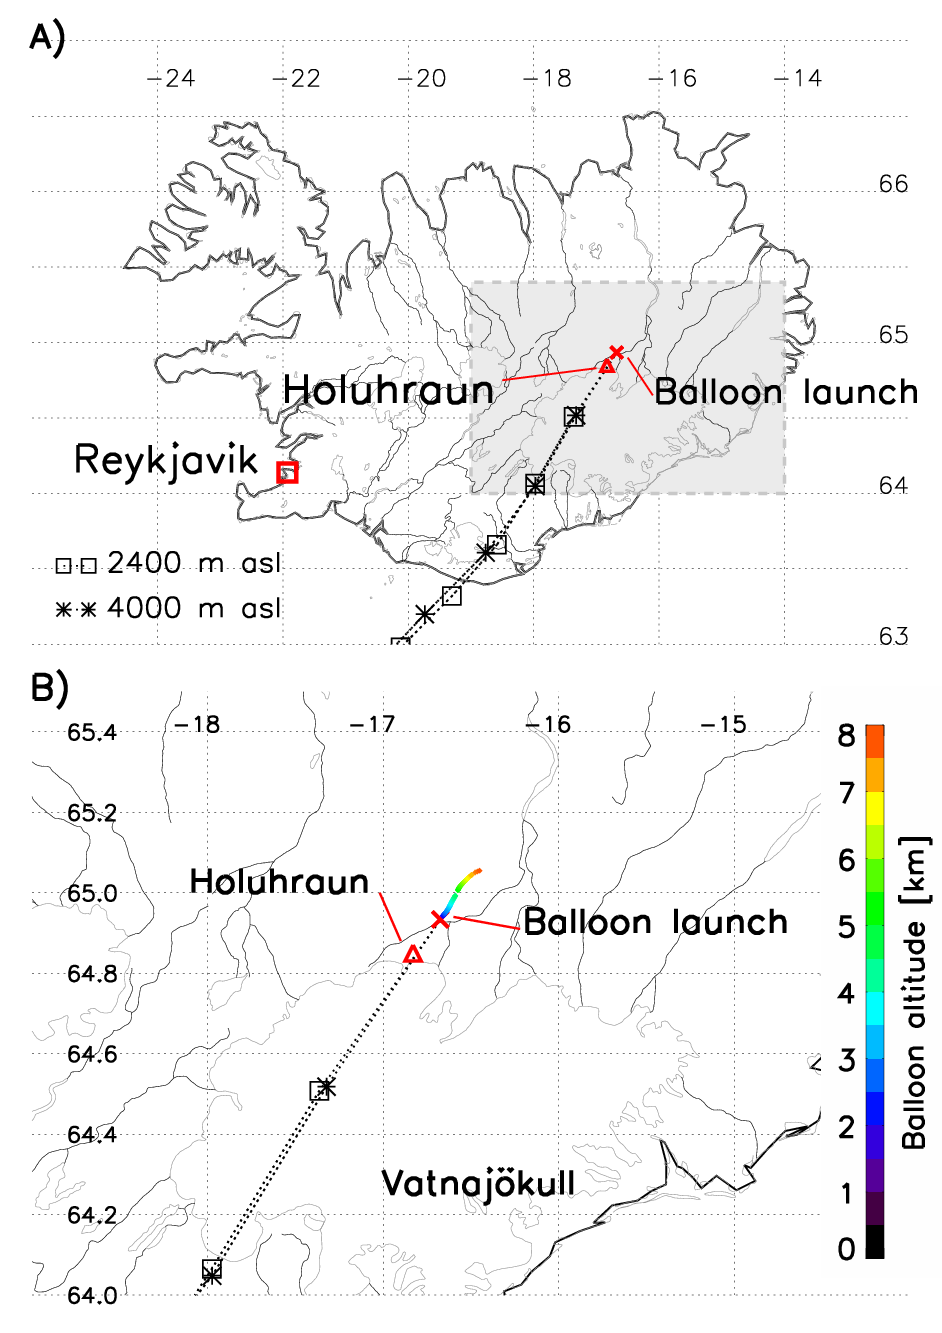 A)
−24 −22 −20 −18 −16 −14
66
65
Holuhraun
Balloon launch
Reykjavik
64
2400 m asl
4000 m asl
63
B)
−18 −17 −16 −15
65.4
65.2
65.0
64.8
64.6
64.4
64.2
64.0
Holuhraun
Balloon launch
Vatnajökull
8
7
6
5
4
3
2
1
0
Balloon altitude [km]